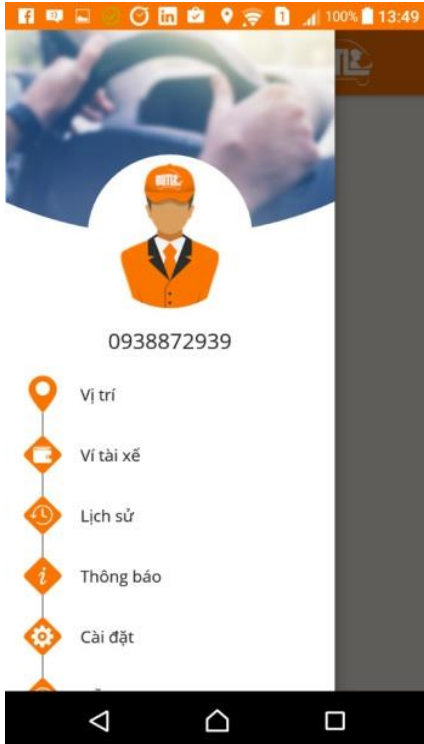 100% 13:49
0938872939
Vị trí
Ví tài xế
Lịch sử
Thông báo
Cài đặt